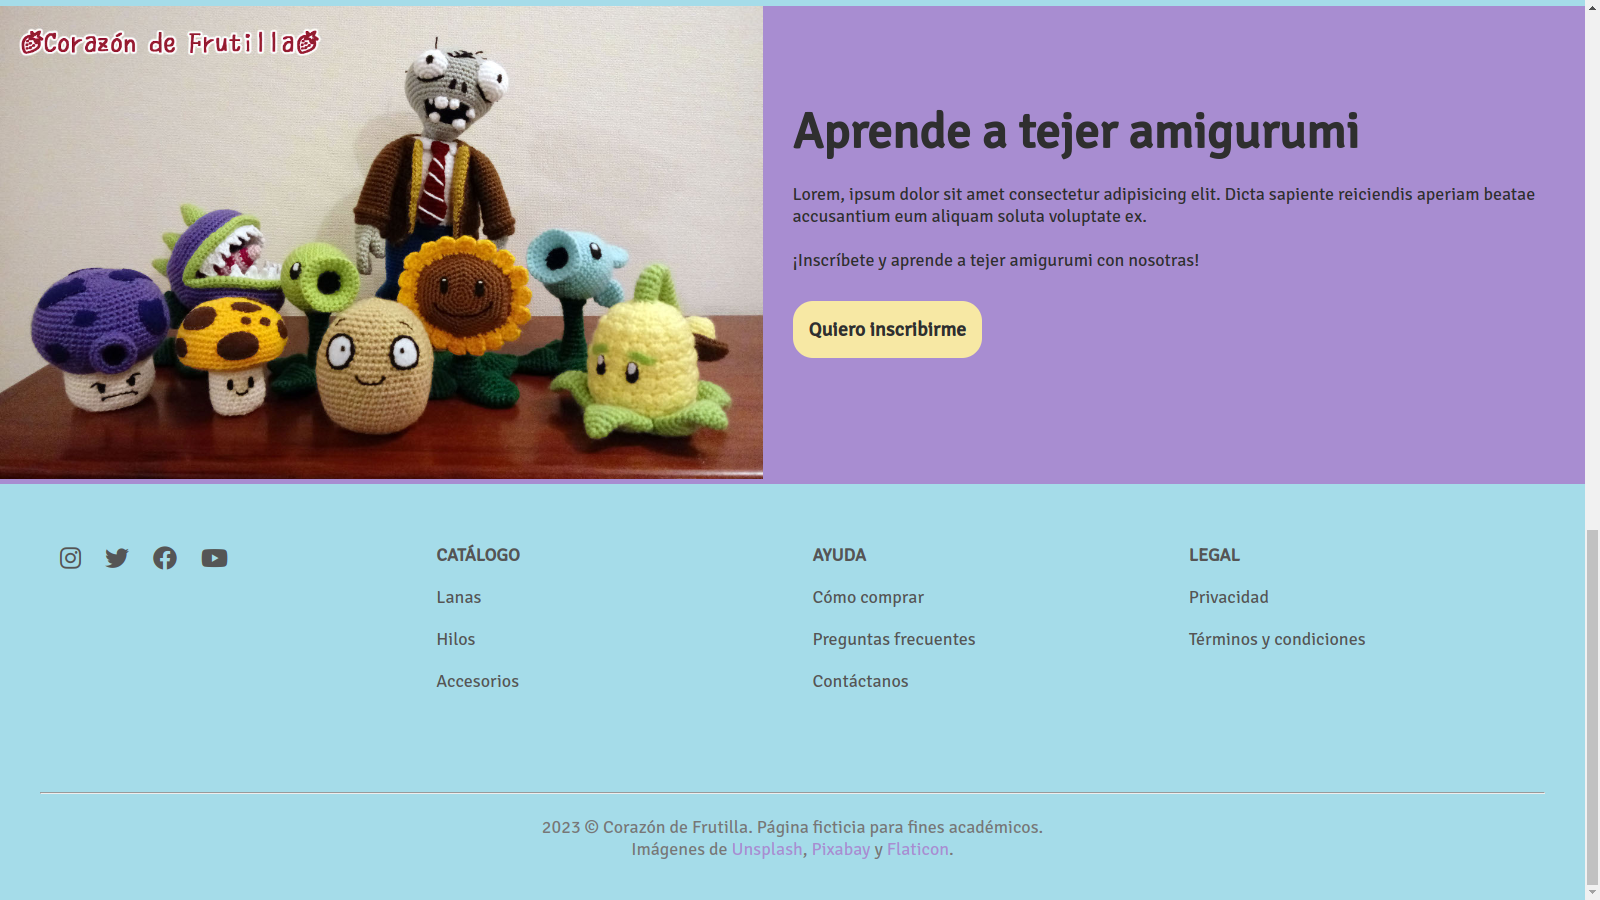 Corazón de Frutilla
Aprende a tejer amigurumi
Lorem, ipsum dolor sit amet consectetur adipisicing elit. Dicta sapiente reiciendis aperiam beatae
accusantium eum aliquam soluta voluptate ex.
¡Inscríbete y aprende a tejer amigurumi con nosotras!
Quiero inscribirme
CATÁLOGO
Lanas
Hilos
Accesorios
AYUDA
Cómo comprar
Preguntas frecuentes
Contáctanos
LEGAL
Privacidad
Términos y condiciones
2023 © Corazón de Frutilla. Página ficticia para fines académicos.
Imágenes de Unsplash, Pixabay y Flaticon.